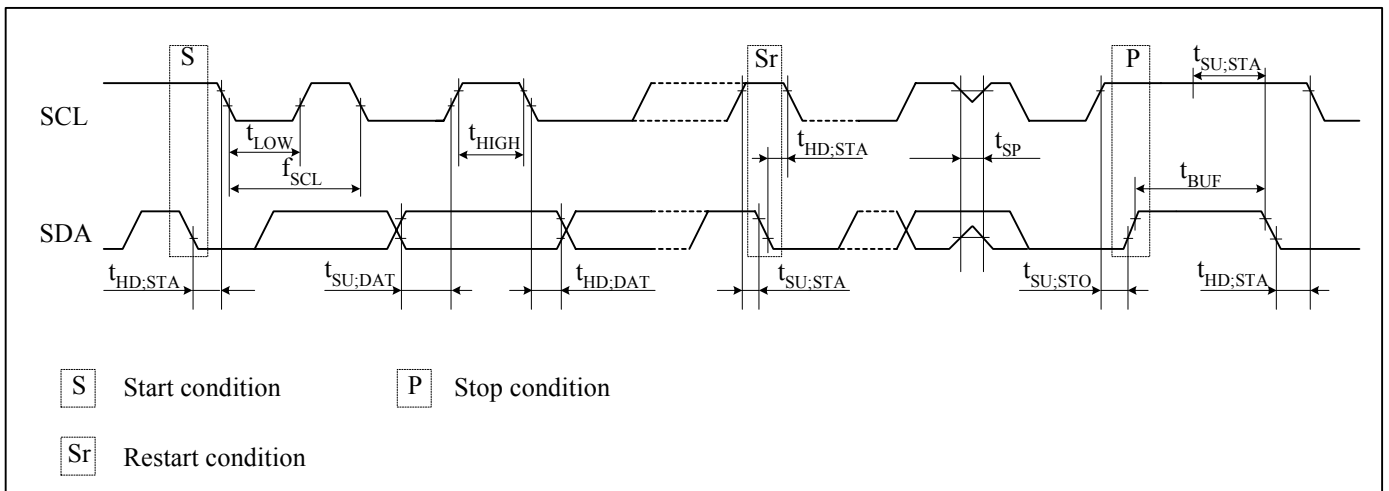 S
Sr
P
tSU;STA
SCL
tLOW
tHIGH
tHD;STA
tSP
fSCL
tBUF
SDA
tHD;STA
tSU;DAT
tHD;DAT
tSU;STA
tSU;STO
tHD;STA
S Start condition
P Stop condition
Sr Restart condition